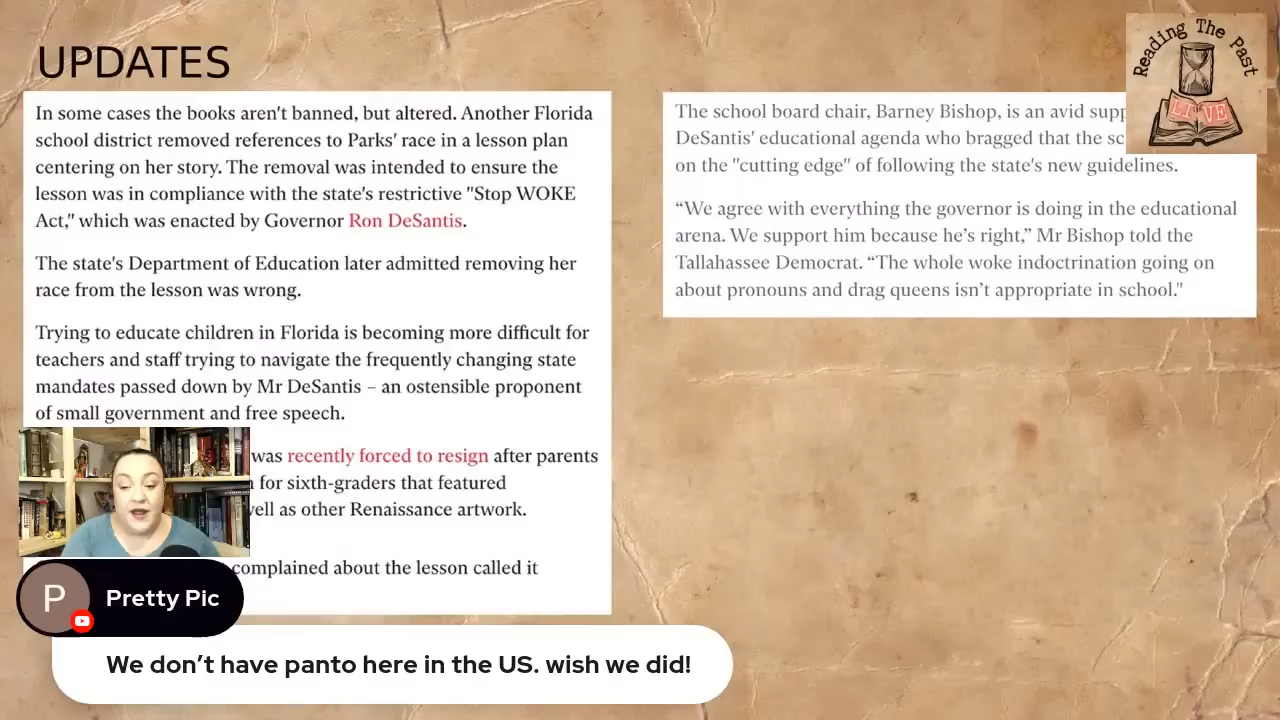 UPDATES
In some cases the books aren't banned, but altered. Another Florida
school district removed references to Parks' race in a lesson plan
centering on her story. The removal was intended to ensure the
lesson was in compliance with the state's restrictive "Stop WOKE
Act," which was enacted by Governor Ron DeSantis.
The state's Department of Education later admitted removing her
race from the lesson was wrong.
Trying to educate children in Florida is becoming more difficult for
teachers and staff trying to navigate the frequently changing state
mandates passed down by Mr DeSantis – an ostensible proponent
of small government and free speech.
was recently forced to resign after parents
for sixth-graders that featured
well as other Renaissance artwork.
complained about the lesson called it
The school board chair, Barney Bishop, is an avid supp
DeSantis' educational agenda who bragged that the sc
on the "cutting edge" of following the state's new guidelines.
“We agree with everything the governor is doing in the educational
arena. We support him because he’s right,” Mr Bishop told the
Tallahassee Democrat. “The whole woke indoctrination going on
about pronouns and drag queens isn’t appropriate in school."
Reading The Past
LIVE
P
Pretty Pic
We don’t have panto here in the US. wish we did!